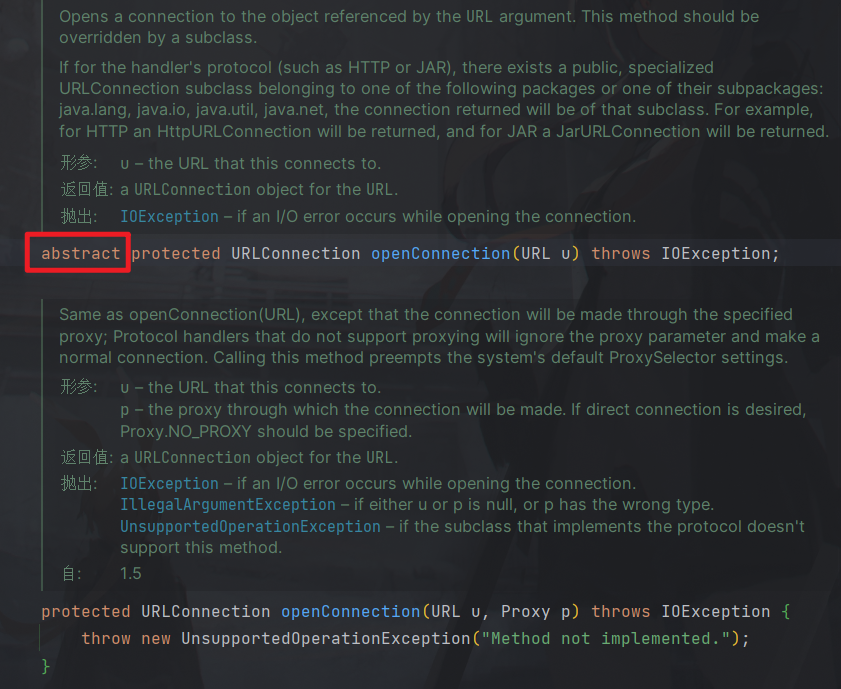 Opens a connection to the object referenced by the URL argument. This method should be
overridden by a subclass.
If for the handler's protocol (such as HTTP or JAR), there exists a public, specialized
URLConnection subclass belonging to one of the following packages or one of their subpackages:
java.lang, java.io, java.util, java.net, the connection returned will be of that subclass. For example,
for HTTP an HttpURLConnection will be returned, and for JAR a JarURLConnection will be returned.
形参: u – the URL that this connects to.
返回值: a URLConnection object for the URL.
抛出: IOException – if an I/O error occurs while opening the connection.
abstract protected URLConnection openConnection(URL u) throws IOException;
Same as openConnection(URL), except that the connection will be made through the specified
proxy; Protocol handlers that do not support proxying will ignore the proxy parameter and make a
normal connection. Calling this method preempts the system's default ProxySelector settings.
形参: u – the URL that this connects to.
p – the proxy through which the connection will be made. If direct connection is desired,
Proxy.NO_PROXY should be specified.
返回值: a URLConnection object for the URL.
抛出: IOException – if an I/O error occurs while opening the connection.
IllegalArgumentException – if either u or p is null, or p has the wrong type.
UnsupportedOperationException – if the subclass that implements the protocol doesn't
support this method.
自: 1.5
protected URLConnection openConnection(URL u, Proxy p) throws IOException {
throw new UnsupportedOperationException("Method not implemented.");
}